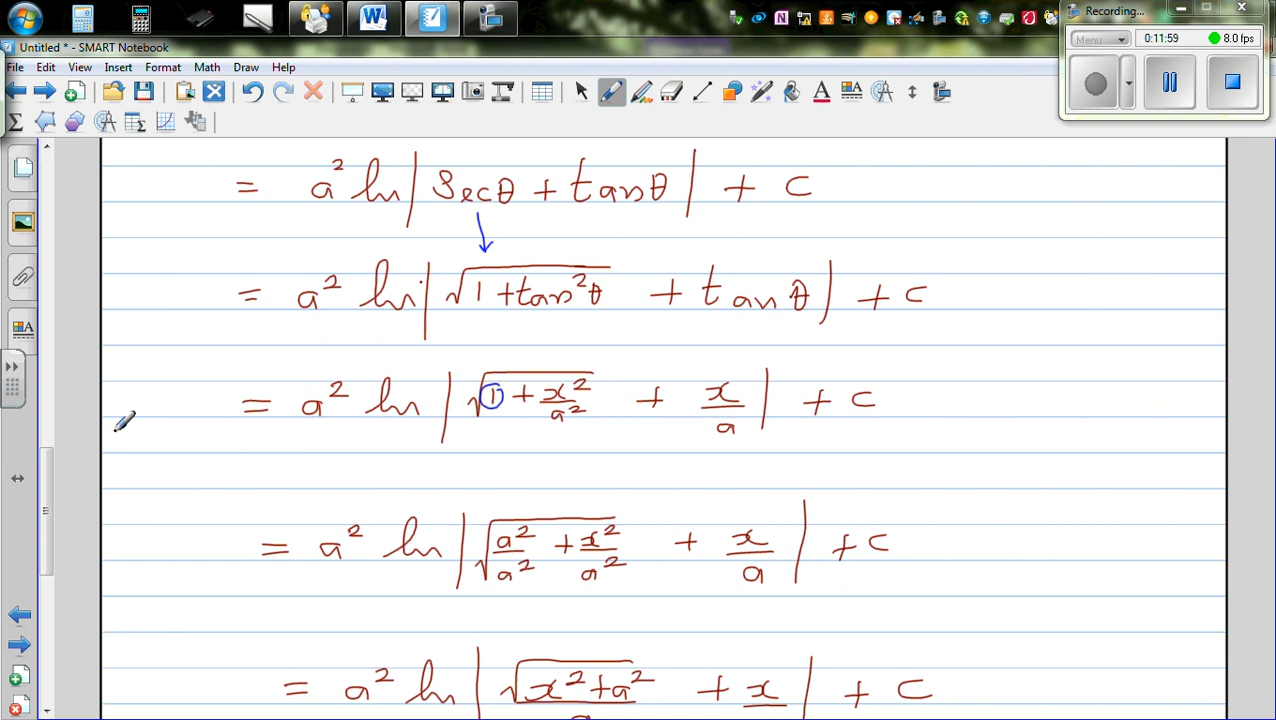 Recording...
Menu
0:11:59
8.0 fps
Untitled * - SMART Notebook
File Edit View Insert Format Math Draw Help
= a² ln| Secθ + tanθ | + c
= a² ln| √(1 + tan²θ) + tanθ | + c
= a² ln | √(1 + x²/a²) + x/a | + c
= a² ln | √(a²/a² + x²/a²) + x/a | + c
= a² ln | √(x² + a²) + x | + c